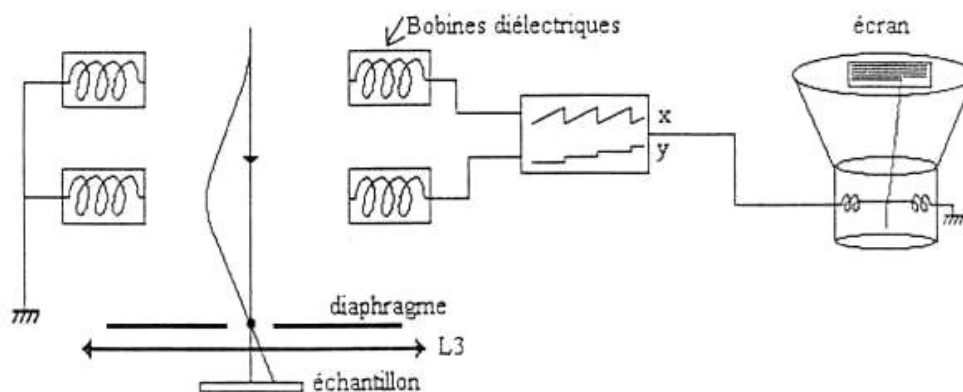 Bobines diélectriques
écran
x
y
diaphragme
L3
échantillon